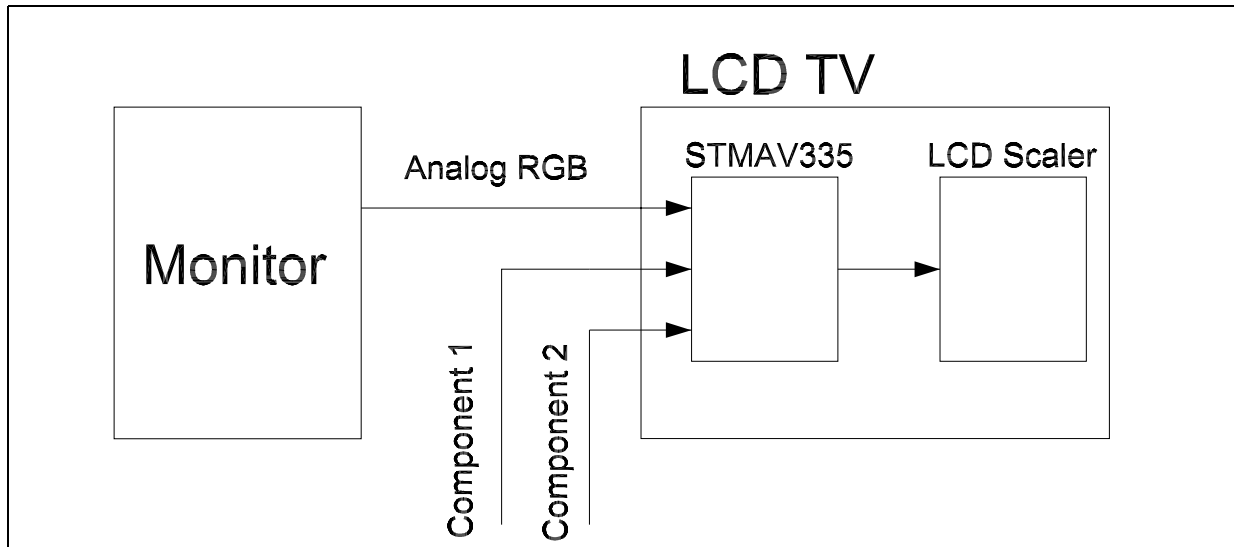 LCD TV
STMAV335
LCD Scaler
Analog RGB
Monitor
Component 1
Component 2